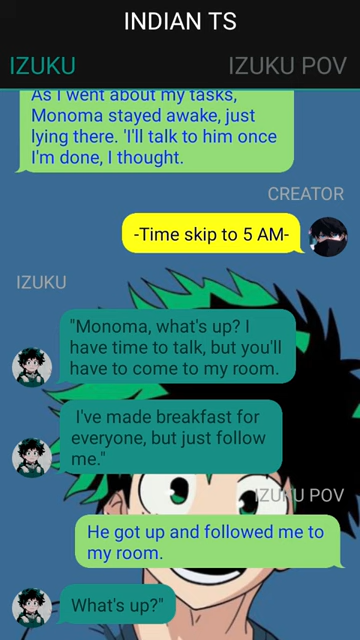 INDIAN TS
IZUKU
IZUKU POV
As I went about my tasks,
Monoma stayed awake, just
lying there. 'I'll talk to him once
I'm done, I thought.
CREATOR
-Time skip to 5 AM-
IZUKU
"Monoma, what's up? I
have time to talk, but you'll
have to come to my room.
I've made breakfast for
everyone, but just follow
me."
IZUKU POV
He got up and followed me to
my room.
What's up?"